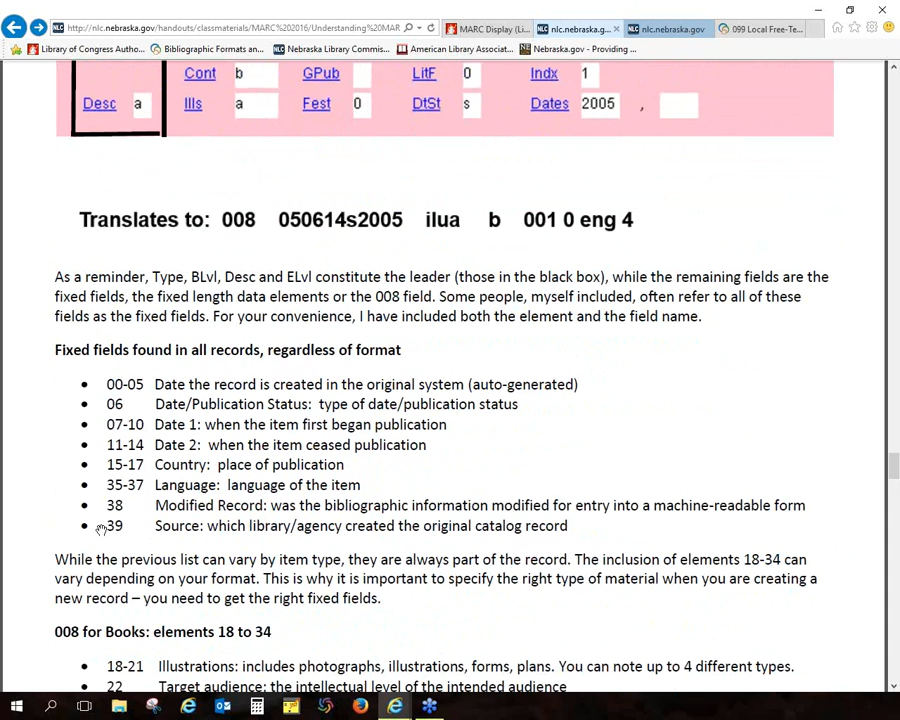 http://nlc.nebraska.gov/handouts/classmaterials/MARC%202016/Understanding%20MAR
MARC Display (Li...
nlc.nebraska.g...
nlc.nebraska.gov
099 Local Free-Te...
Library of Congress Autho...
Bibliographic Formats an...
Nebraska Library Commiss...
American Library Associat...
Nebraska.gov - Providing ...
Cont b GPub LitF 0 Indx 1
Desc a Ills a Fest 0 DtSt s Dates 2005 ,
Translates to: 008 050614s2005 ilua b 001 0 eng 4
As a reminder, Type, BLvl, Desc and ELvl constitute the leader (those in the black box), while the remaining fields are the
fixed fields, the fixed length data elements or the 008 field. Some people, myself included, often refer to all of these
fields as the fixed fields. For your convenience, I have included both the element and the field name.
Fixed fields found in all records, regardless of format
• 00-05 Date the record is created in the original system (auto-generated)
• 06 Date/Publication Status: type of date/publication status
• 07-10 Date 1: when the item first began publication
• 11-14 Date 2: when the item ceased publication
• 15-17 Country: place of publication
• 35-37 Language: language of the item
• 38 Modified Record: was the bibliographic information modified for entry into a machine-readable form
• 39 Source: which library/agency created the original catalog record
While the previous list can vary by item type, they are always part of the record. The inclusion of elements 18-34 can
vary depending on your format. This is why it is important to specify the right type of material when you are creating a
new record – you need to get the right fixed fields.
008 for Books: elements 18 to 34
• 18-21 Illustrations: includes photographs, illustrations, forms, plans. You can note up to 4 different types.
• 22 Target audience: the intellectual level of the intended audience